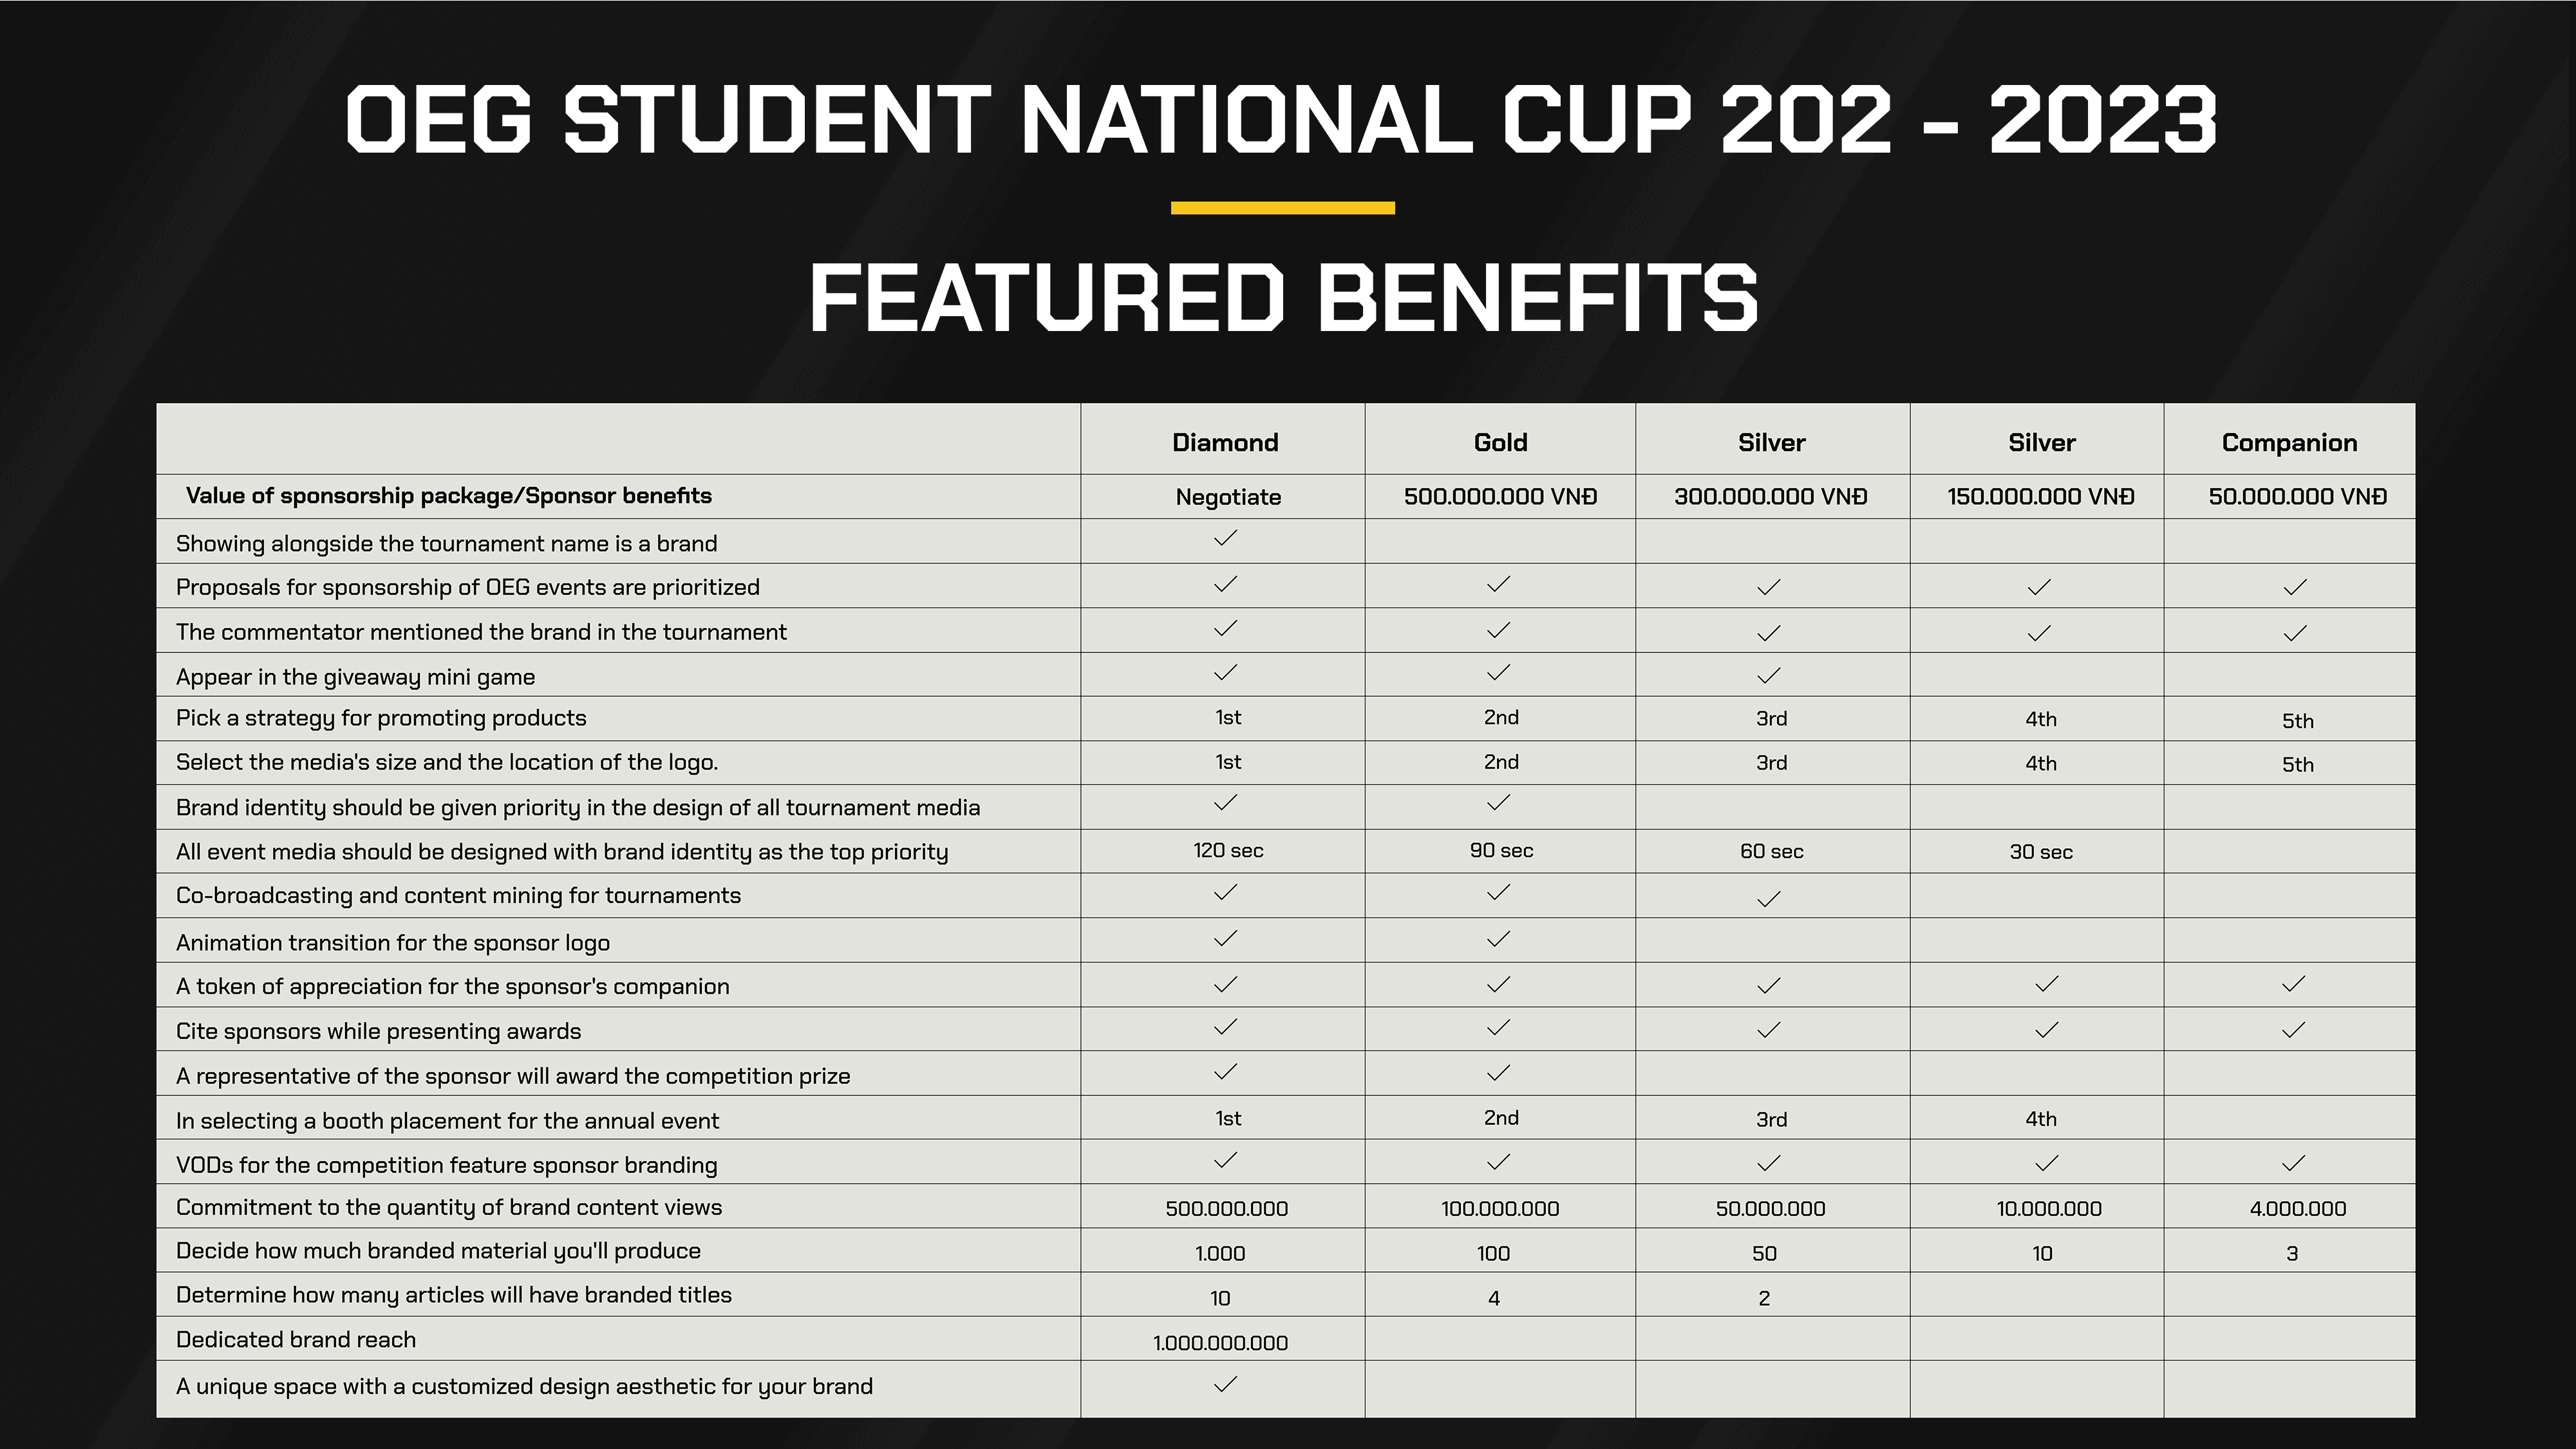 OEG STUDENT NATIONAL CUP 202 - 2023
FEATURED BENEFITS
Diamond Gold Silver Silver Companion
Value of sponsorship package/Sponsor benefits Negotiate 500.000.000 VNĐ 300.000.000 VNĐ 150.000.000 VNĐ 50.000.000 VNĐ
Showing alongside the tournament name is a brand ✓
Proposals for sponsorship of OEG events are prioritized ✓ ✓ ✓ ✓ ✓
The commentator mentioned the brand in the tournament ✓ ✓ ✓ ✓ ✓
Appear in the giveaway mini game ✓ ✓ ✓
Pick a strategy for promoting products 1st 2nd 3rd 4th 5th
Select the media's size and the location of the logo. 1st 2nd 3rd 4th 5th
Brand identity should be given priority in the design of all tournament media ✓ ✓
All event media should be designed with brand identity as the top priority 120 sec 90 sec 60 sec 30 sec
Co-broadcasting and content mining for tournaments ✓ ✓ ✓
Animation transition for the sponsor logo ✓ ✓
A token of appreciation for the sponsor's companion ✓ ✓ ✓ ✓ ✓
Cite sponsors while presenting awards ✓ ✓ ✓ ✓ ✓
A representative of the sponsor will award the competition prize ✓ ✓
In selecting a booth placement for the annual event 1st 2nd 3rd 4th
VODs for the competition feature sponsor branding ✓ ✓ ✓ ✓ ✓
Commitment to the quantity of brand content views 500.000.000 100.000.000 50.000.000 10.000.000 4.000.000
Decide how much branded material you'll produce 1.000 100 50 10 3
Determine how many articles will have branded titles 10 4 2
Dedicated brand reach 1.000.000.000
A unique space with a customized design aesthetic for your brand ✓